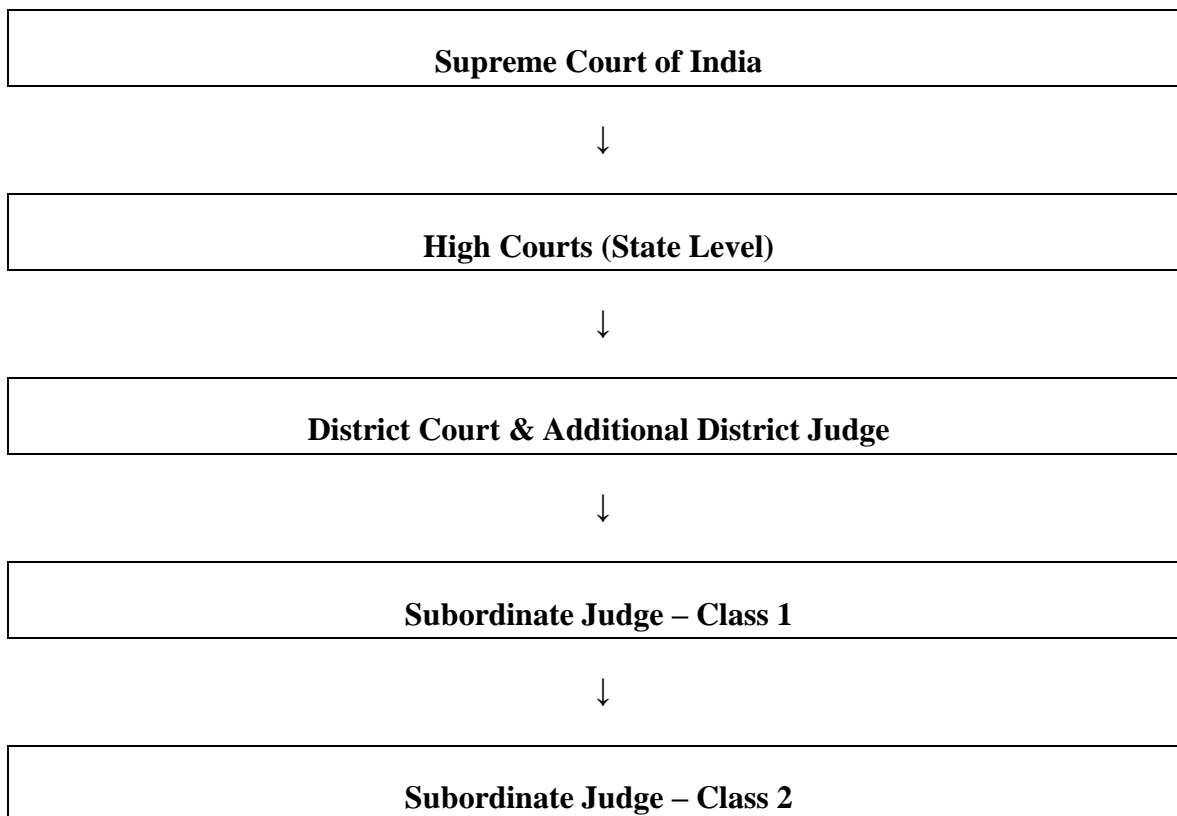 Supreme Court of India
↓
High Courts (State Level)
↓
District Court & Additional District Judge
↓
Subordinate Judge – Class 1
↓
Subordinate Judge – Class 2